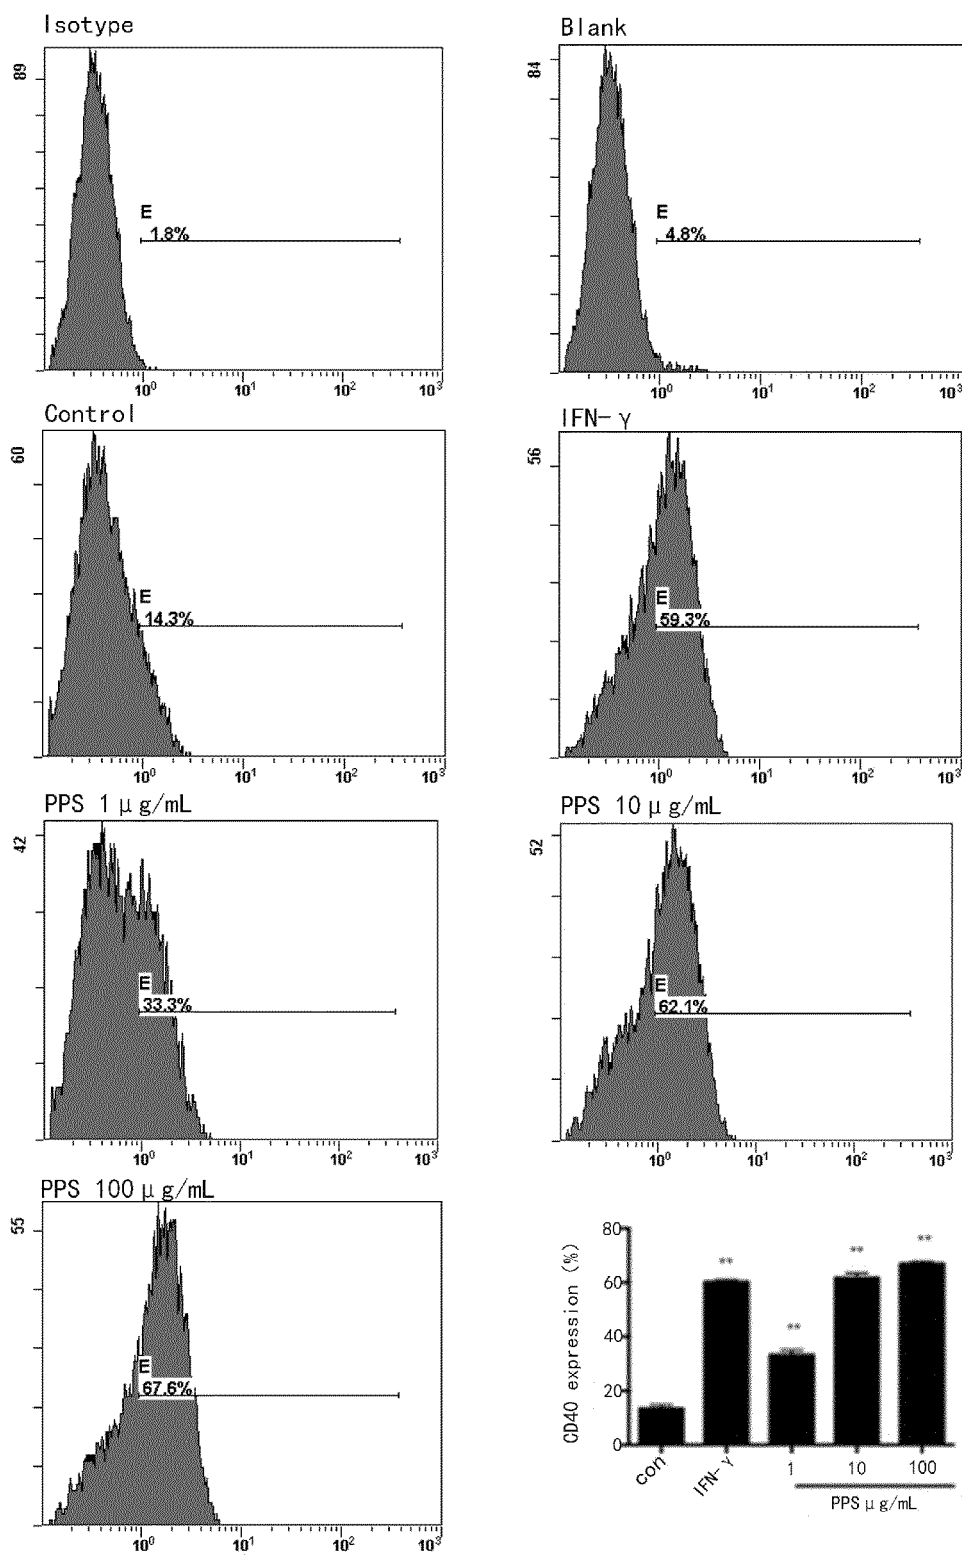 Isotype
89
E
1.8%
10⁰ 10¹ 10² 10³
Blank
84
E
4.8%
10⁰ 10¹ 10² 10³
Control
60
E
14.3%
10⁰ 10¹ 10² 10³
IFN-γ
56
E
59.3%
10⁰ 10¹ 10² 10³
PPS 1 μg/mL
42
E
33.3%
10⁰ 10¹ 10² 10³
PPS 10 μg/mL
52
E
62.1%
10⁰ 10¹ 10² 10³
PPS 100 μg/mL
55
E
67.6%
10⁰ 10¹ 10² 10³
CD40 expression (%)
80
60
40
20
0
** ** ** **
con IFN-γ 1 10 100
PPS μg/mL